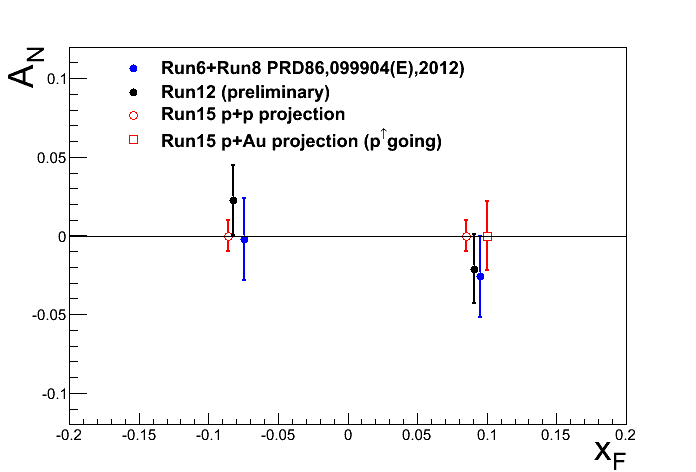 A_N
Run6+Run8 PRD86,099904(E),2012)
Run12 (preliminary)
Run15 p+p projection
Run15 p+Au projection (p↑going)
0.1
0.05
0
-0.05
-0.1
-0.2 -0.15 -0.1 -0.05 0 0.05 0.1 0.15 0.2
x_F